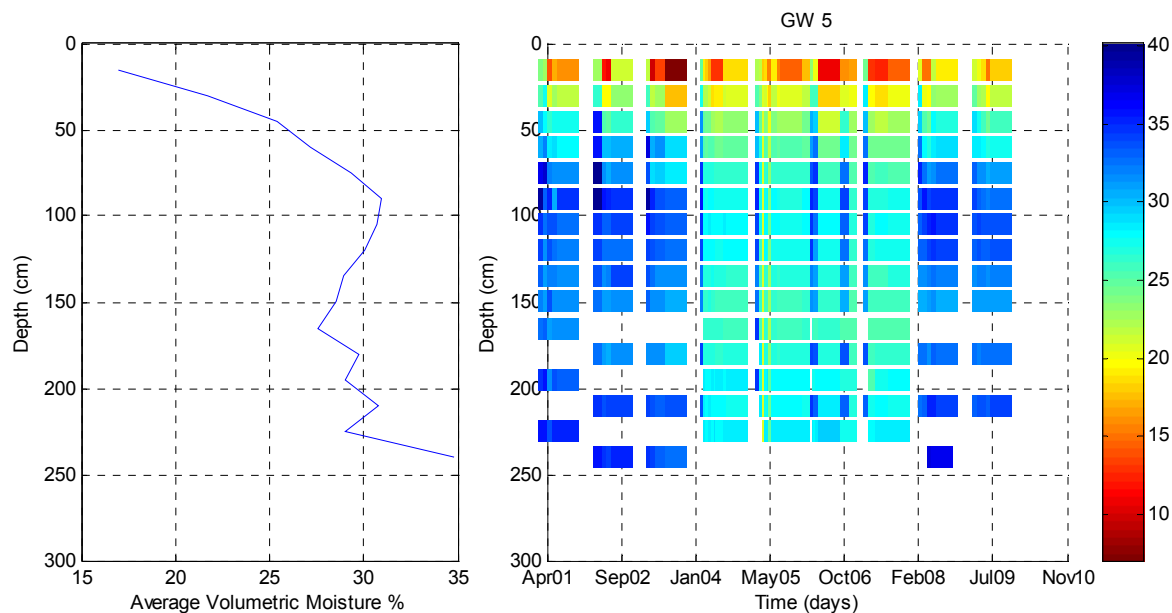 GW 5
0
50
100
150
200
250
300
Depth (cm)
15
20
25
30
35
Average Volumetric Moisture %
0
50
100
150
200
250
300
Depth (cm)
Apr01
Sep02
Jan04
May05
Oct06
Feb08
Jul09
Nov10
Time (days)
40
35
30
25
20
15
10